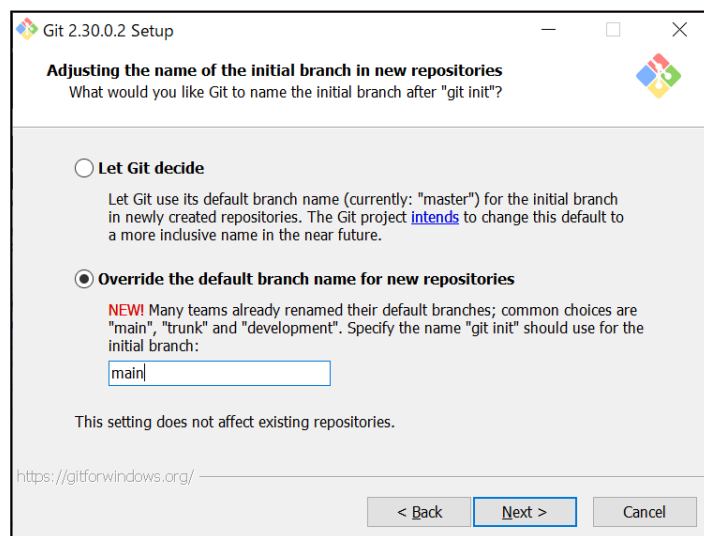 Git 2.30.0.2 Setup
Adjusting the name of the initial branch in new repositories
What would you like Git to name the initial branch after "git init"?
Let Git decide
Let Git use its default branch name (currently: "master") for the initial branch
in newly created repositories. The Git project intends to change this default to
a more inclusive name in the near future.
Override the default branch name for new repositories
NEW! Many teams already renamed their default branches; common choices are
"main", "trunk" and "development". Specify the name "git init" should use for the
initial branch:
main
This setting does not affect existing repositories.
https://gitforwindows.org/
< Back
Next >
Cancel